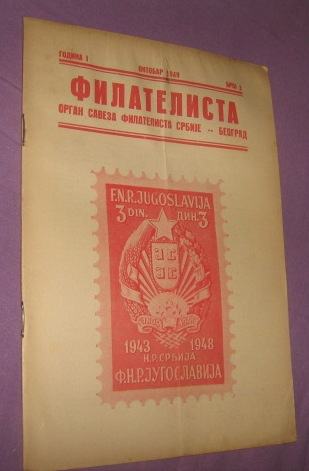 ГОДИНА 1 ОКТОБАР 1949 БРОЈ 3
ФИЛАТЕЛИСТА
ОРГАН САВЕЗА ФИЛАТЕЛИСТА СРБИЈЕ -- БЕОГРАД
F.N.R.JUGOSLAVIJA
3 DIN. ДИН. 3
1943 1948
Н.Р.СРБИЈА
Ф.Н.Р.ЈУГОСЛАВИЈА